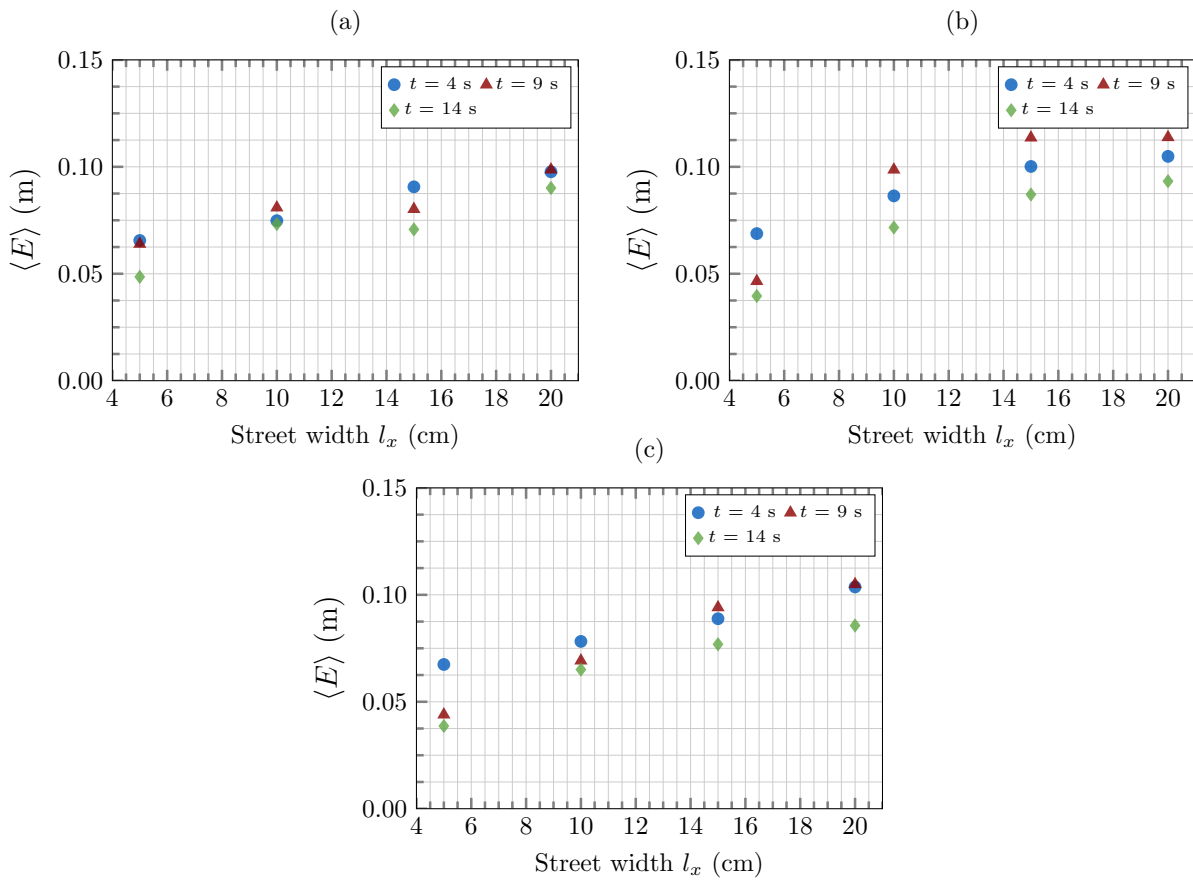 (a)
0.15
0.10
0.05
0.00
⟨E⟩ (m)
t = 4 s t = 9 s
t = 14 s
4 6 8 10 12 14 16 18 20
Street width l_x (cm)
(b)
0.15
0.10
0.05
0.00
⟨E⟩ (m)
t = 4 s t = 9 s
t = 14 s
4 6 8 10 12 14 16 18 20
Street width l_x (cm)
(c)
0.15
0.10
0.05
0.00
⟨E⟩ (m)
t = 4 s t = 9 s
t = 14 s
4 6 8 10 12 14 16 18 20
Street width l_x (cm)